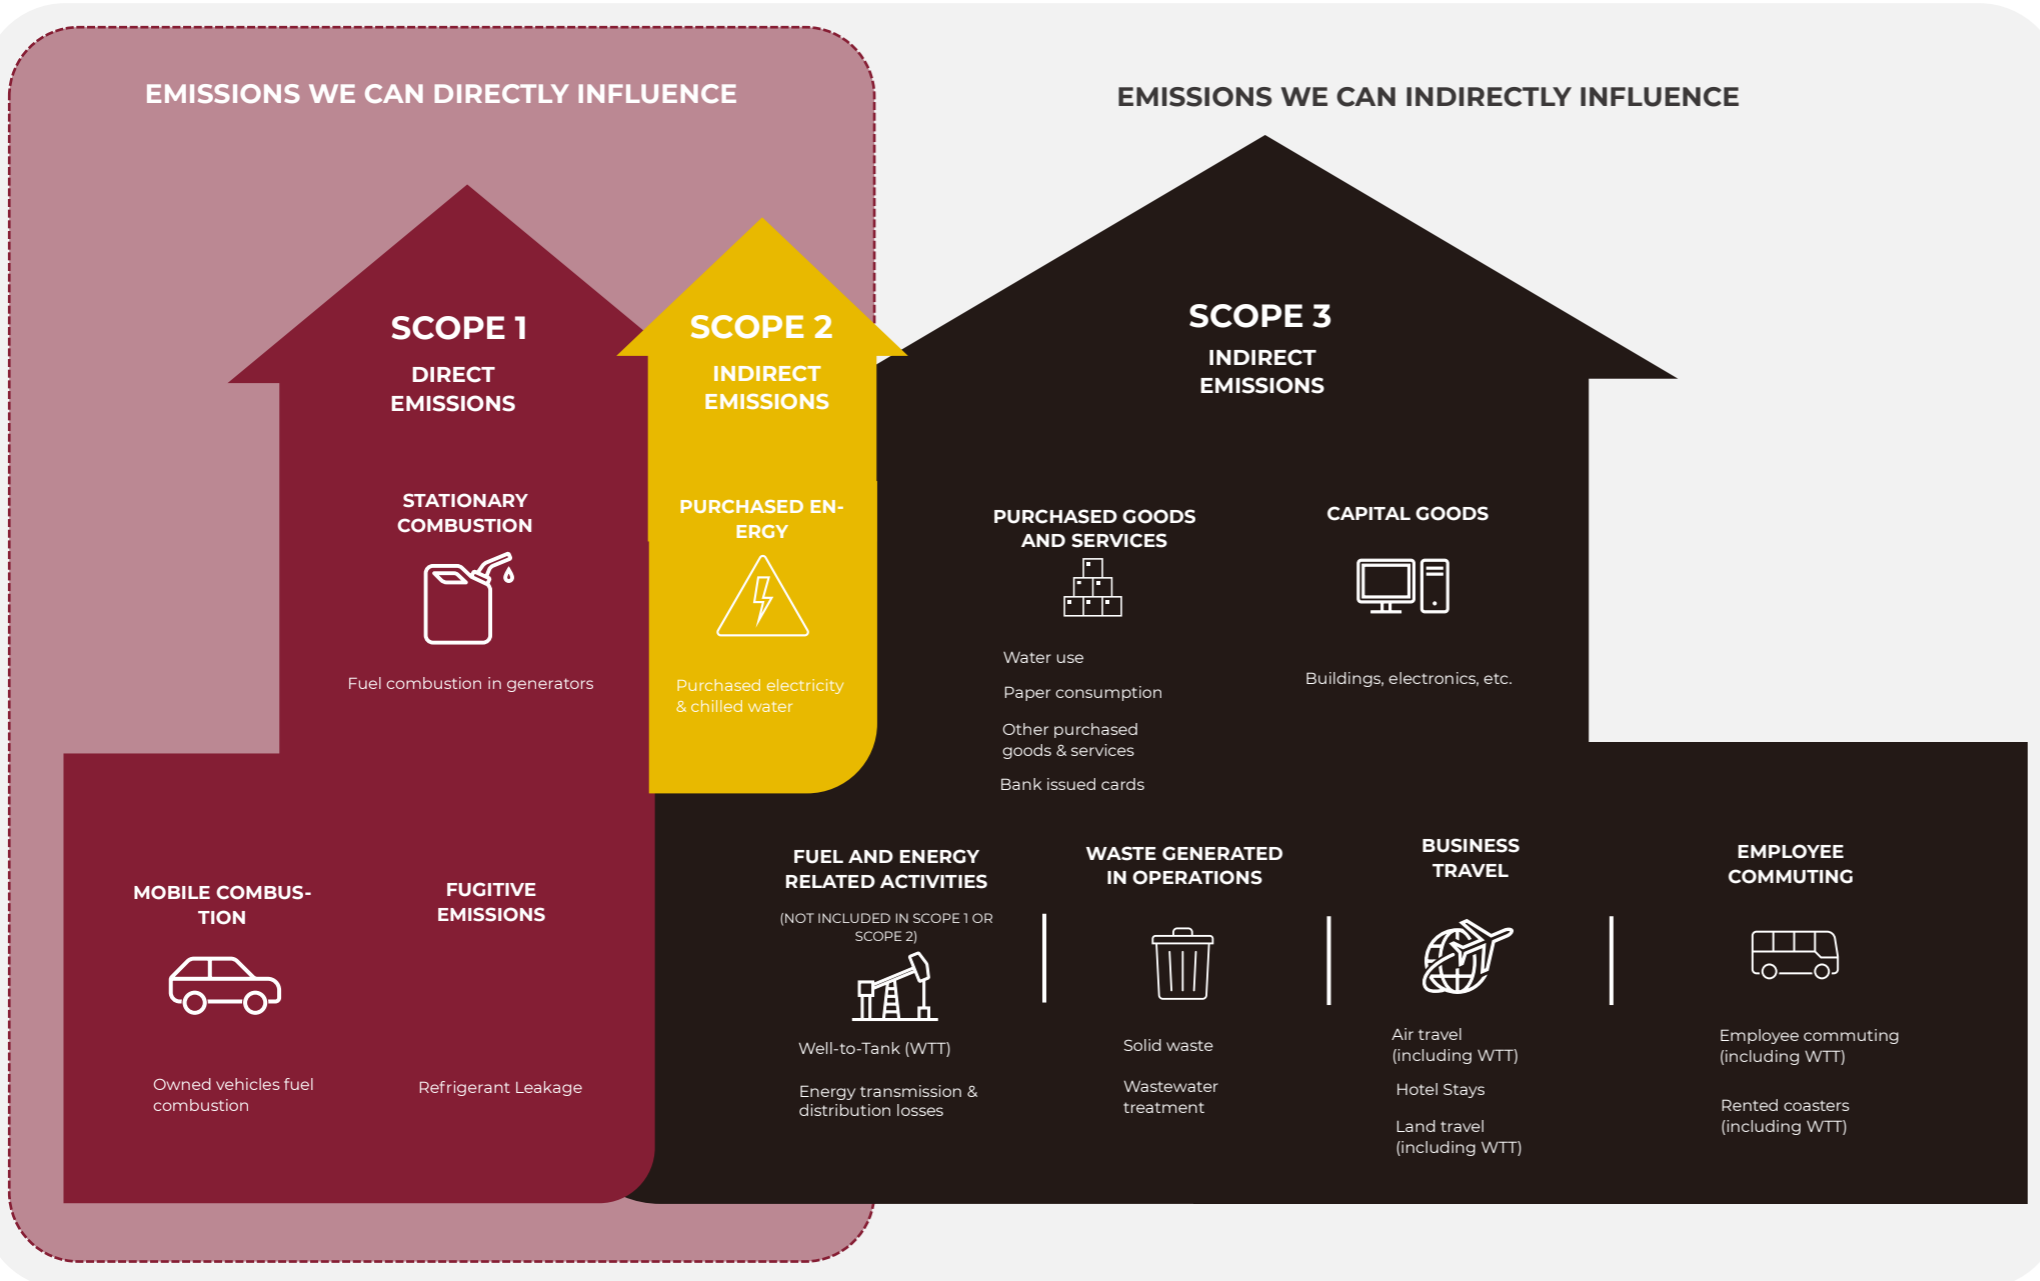 EMISSIONS WE CAN DIRECTLY INFLUENCE
EMISSIONS WE CAN INDIRECTLY INFLUENCE
SCOPE 1
DIRECT
EMISSIONS
STATIONARY
COMBUSTION
Fuel combustion in generators
MOBILE COMBUS-
TION
Owned vehicles fuel
combustion
FUGITIVE
EMISSIONS
Refrigerant Leakage
SCOPE 2
INDIRECT
EMISSIONS
PURCHASED EN-
ERGY
Purchased electricity
& chilled water
SCOPE 3
INDIRECT
EMISSIONS
PURCHASED GOODS
AND SERVICES
Water use
Paper consumption
Other purchased
goods & services
Bank issued cards
CAPITAL GOODS
Buildings, electronics, etc.
FUEL AND ENERGY
RELATED ACTIVITIES
(NOT INCLUDED IN SCOPE 1 OR
SCOPE 2)
Well-to-Tank (WTT)
Energy transmission &
distribution losses
WASTE GENERATED
IN OPERATIONS
Solid waste
Wastewater
treatment
BUSINESS
TRAVEL
Air travel
(including WTT)
Hotel Stays
Land travel
(including WTT)
EMPLOYEE
COMMUTING
Employee commuting
(including WTT)
Rented coasters
(including WTT)